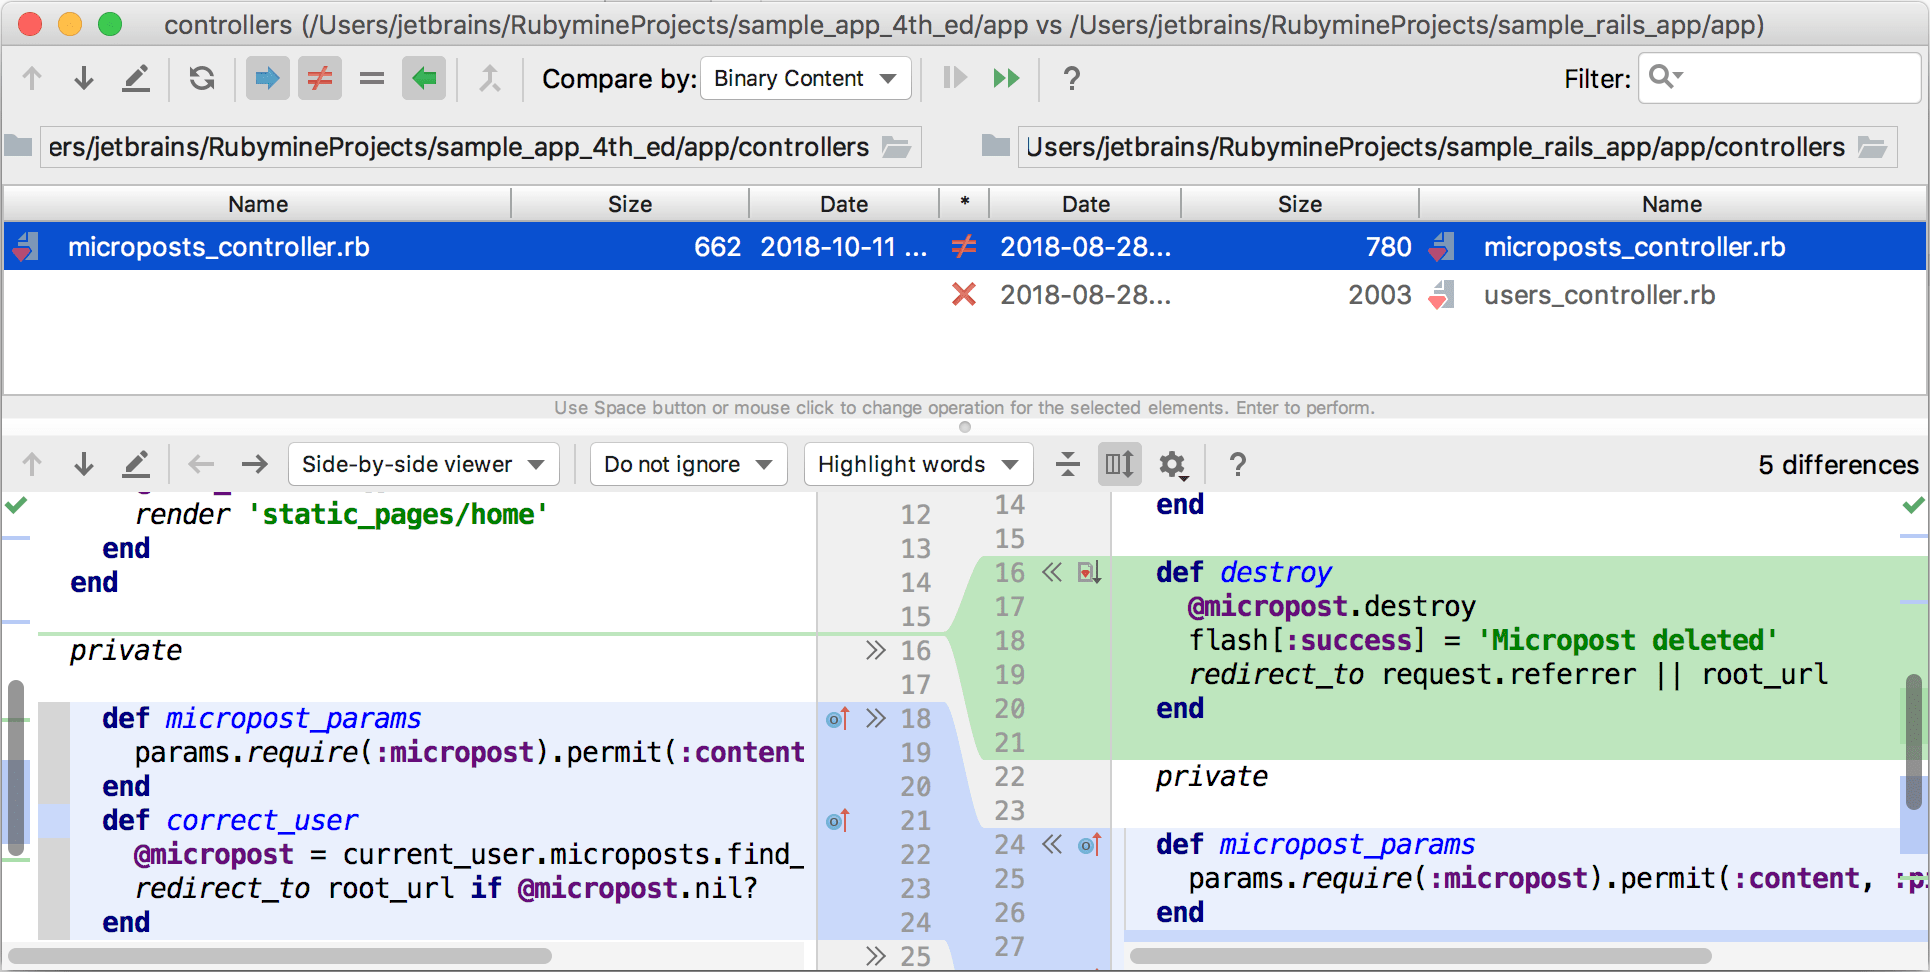 controllers (/Users/jetbrains/RubymineProjects/sample_app_4th_ed/app vs /Users/jetbrains/RubymineProjects/sample_rails_app/app)
Compare by: Binary Content ? Filter:
ers/jetbrains/RubymineProjects/sample_app_4th_ed/app/controllers Users/jetbrains/RubymineProjects/sample_rails_app/app/controllers
Name Size Date * Date Size Name
microposts_controller.rb 662 2018-10-11 ... ≠ 2018-08-28... 780 microposts_controller.rb
2018-08-28... 2003 users_controller.rb
Use Space button or mouse click to change operation for the selected elements. Enter to perform.
Side-by-side viewer Do not ignore Highlight words ? 5 differences
render 'static_pages/home' 12
end 13
end 14
15
private 16
17
def micropost_params 18
params.require(:micropost).permit(:content 19
end 20
def correct_user 21
@micropost = current_user.microposts.find_ 22
redirect_to root_url if @micropost.nil? 23
end 24
25
14 end
15
16 def destroy
17 @micropost.destroy
18 flash[:success] = 'Micropost deleted'
19 redirect_to request.referrer || root_url
20 end
21
22 private
23
24 def micropost_params
25 params.require(:micropost).permit(:content, :p
26 end
27